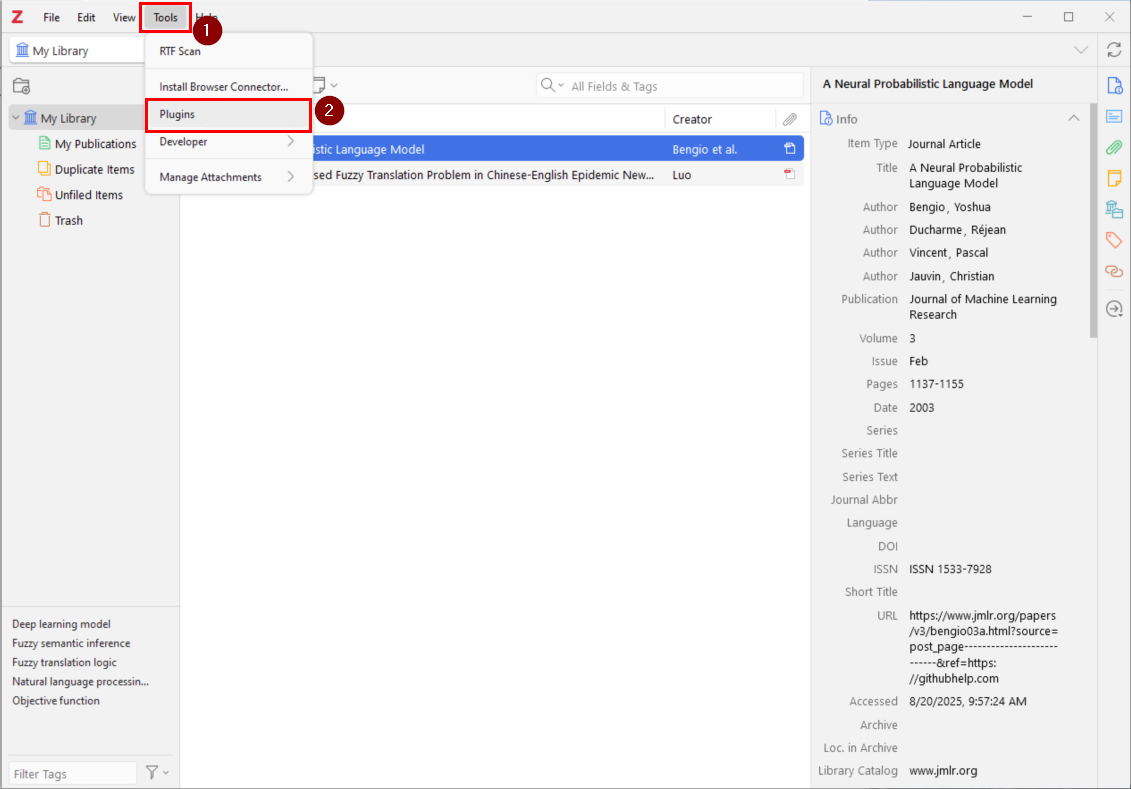 Z File Edit View Tools Help
1
My Library
RTF Scan
Install Browser Connector...
Plugins
2
Developer
Manage Attachments
All Fields & Tags
My Library
My Publications
Duplicate Items
Unfiled Items
Trash
Creator
istic Language Model Bengio et al.
sed Fuzzy Translation Problem in Chinese-English Epidemic New... Luo
Deep learning model
Fuzzy semantic inference
Fuzzy translation logic
Natural language processin...
Objective function
Filter Tags
A Neural Probabilistic Language Model
Info
Item Type Journal Article
Title A Neural Probabilistic
Language Model
Author Bengio, Yoshua
Author Ducharme, Réjean
Author Vincent, Pascal
Author Jauvin, Christian
Publication Journal of Machine Learning
Research
Volume 3
Issue Feb
Pages 1137-1155
Date 2003
Series
Series Title
Series Text
Journal Abbr
Language
DOI
ISSN ISSN 1533-7928
Short Title
URL https://www.jmlr.org/papers
/v3/bengio03a.html?source=
post_page-----------------------
------&ref=https:
//githubhelp.com
Accessed 8/20/2025, 9:57:24 AM
Archive
Loc. in Archive
Library Catalog www.jmlr.org